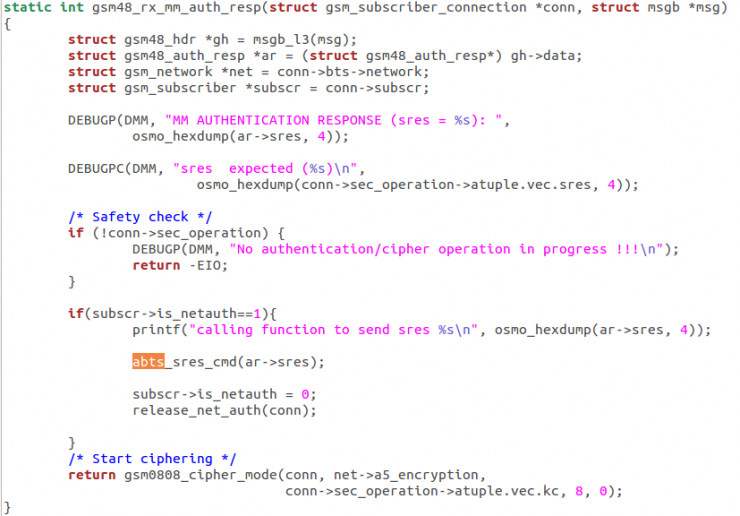 static int gsm48_rx_mm_auth_resp(struct gsm_subscriber_connection *conn, struct msgb *msg)
{
        struct gsm48_hdr *gh = msgb_l3(msg);
        struct gsm48_auth_resp *ar = (struct gsm48_auth_resp*) gh->data;
        struct gsm_network *net = conn->bts->network;
        struct gsm_subscriber *subscr = conn->subscr;

        DEBUGP(DMM, "MM AUTHENTICATION RESPONSE (sres = %s): ",
                osmo_hexdump(ar->sres, 4));

        DEBUGPC(DMM, "sres  expected (%s)\n",
                        osmo_hexdump(conn->sec_operation->atuple.vec.sres, 4));

        /* Safety check */
        if (!conn->sec_operation) {
                DEBUGP(DMM, "No authentication/cipher operation in progress !!!\n");
                return -EIO;
        }

        if(subscr->is_netauth==1){
                printf("calling function to send sres %s\n", osmo_hexdump(ar->sres, 4));

                abts_sres_cmd(ar->sres);

                subscr->is_netauth = 0;
                release_net_auth(conn);

        }
        /* Start ciphering */
        return gsm0808_cipher_mode(conn, net->a5_encryption,
                                   conn->sec_operation->atuple.vec.kc, 8, 0);
}